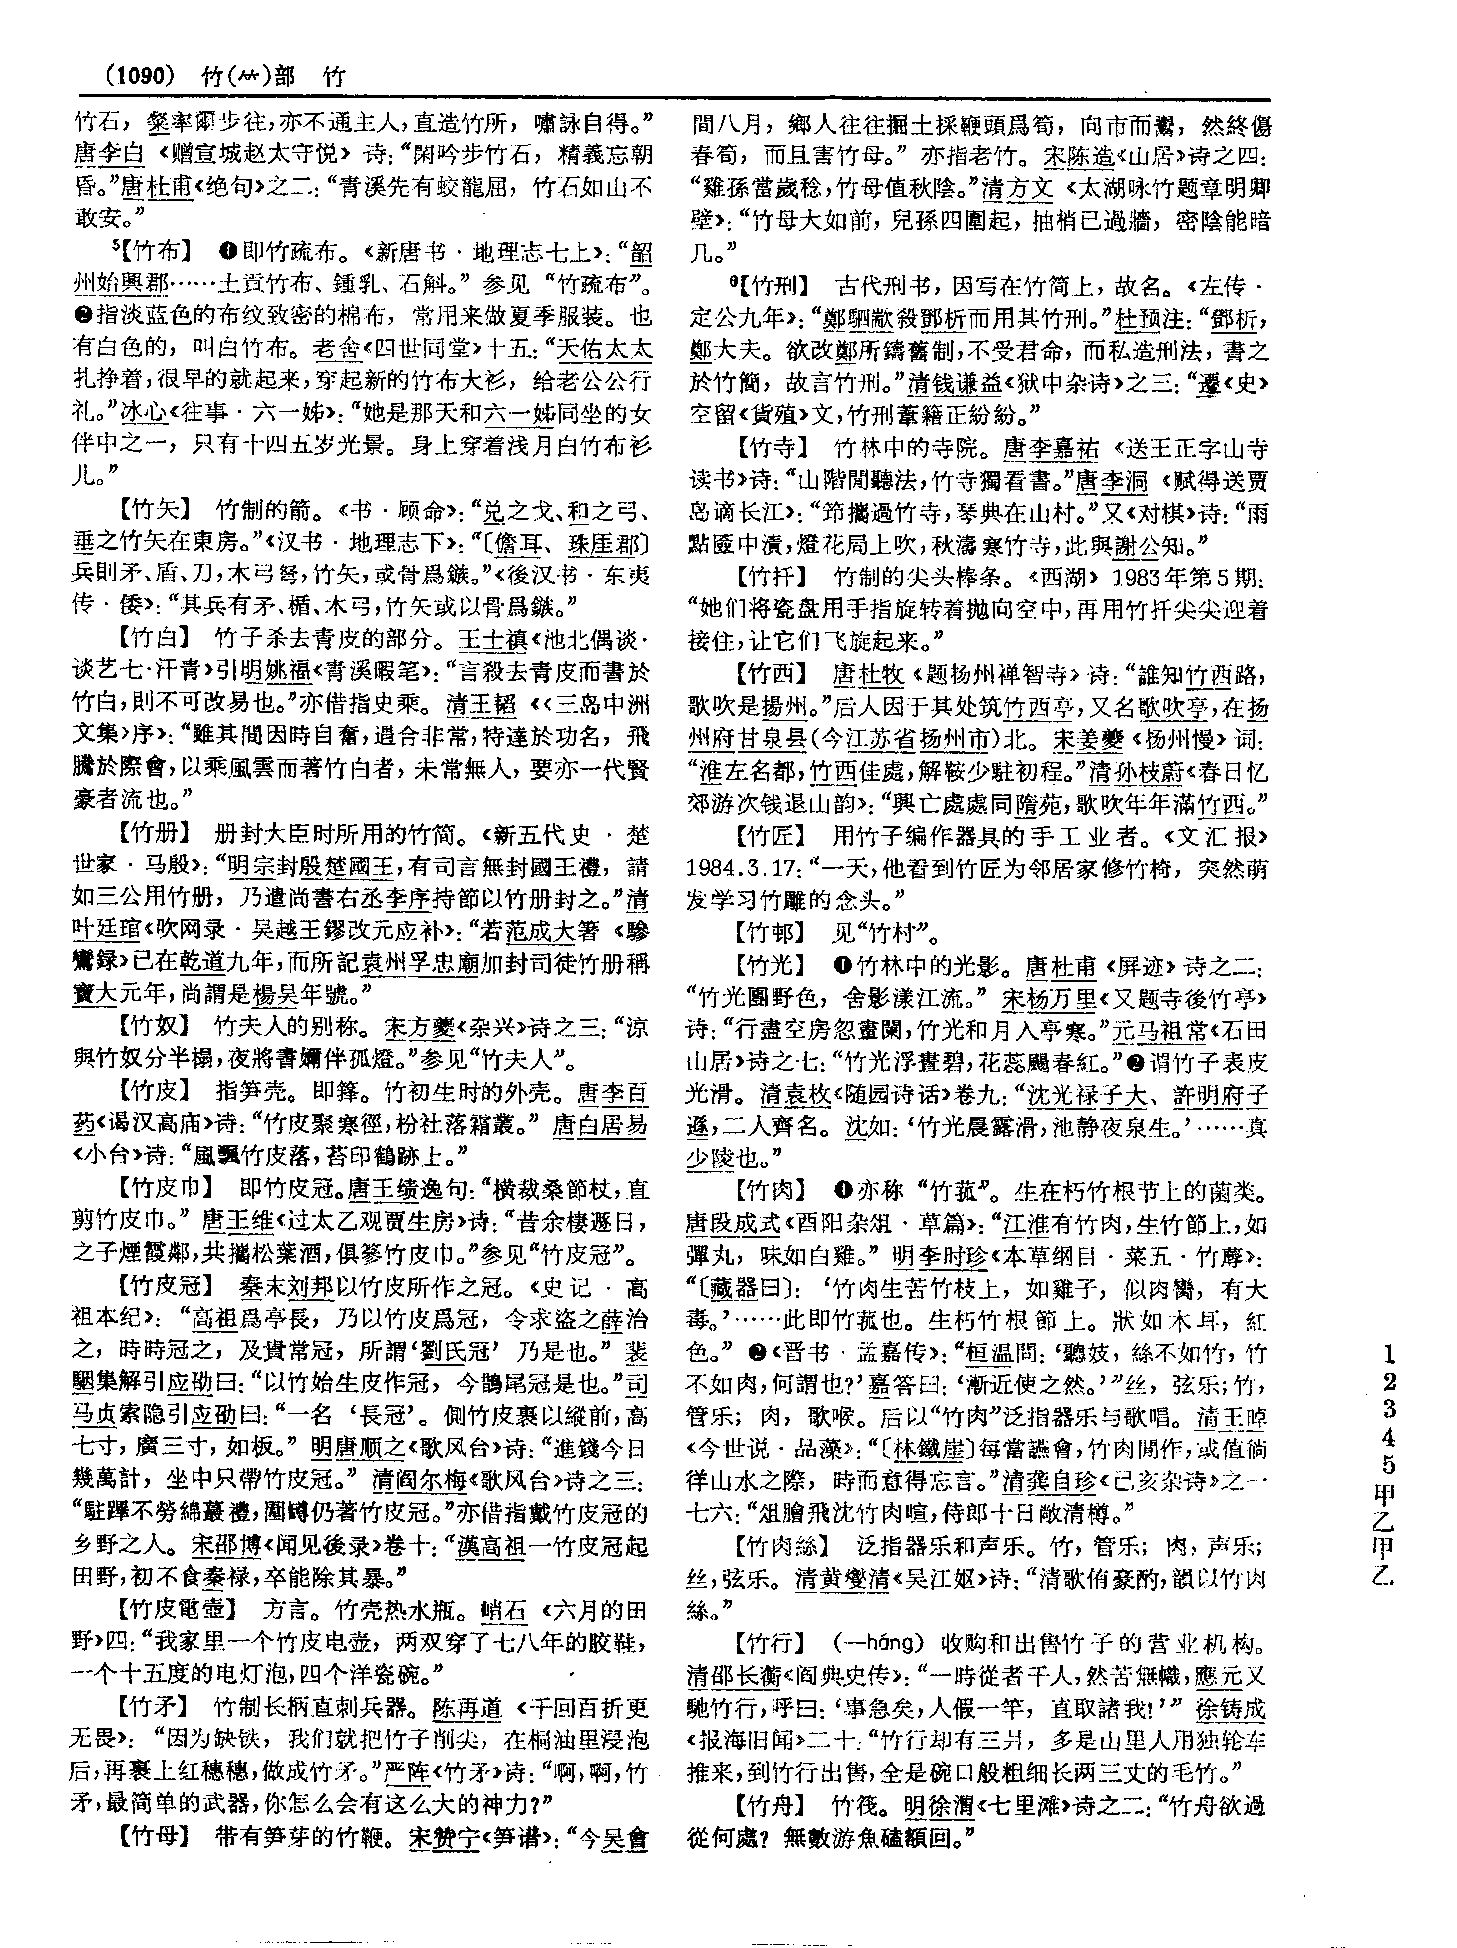 (1090) 竹(⺮)部 竹
竹石，粲率爾步往，亦不通主人，直造竹所，嘯詠自得。”
唐李白《赠宣城赵太守悦》诗：“閑吟步竹石，精義忘朝
昏。”唐杜甫《绝句》之二：“青溪先有蛟龍屈，竹石如山不
敢安。”
⁵【竹布】 ❶即竹疏布。《新唐书·地理志七上》：“韶
州始興郡……土貢竹布、鍾乳、石斛。”参见“竹疏布”。
❷指淡蓝色的布纹致密的棉布，常用来做夏季服装。也
有白色的，叫白竹布。老舍《四世同堂》十五：“天佑太太
扎挣着，很早的就起来，穿起新的竹布大衫，给老公公行
礼。”冰心《往事·六一姊》：“她是那天和六一姊同坐的女
伴中之一，只有十四五岁光景。身上穿着浅月白竹布衫
儿。”
【竹矢】 竹制的箭。《书·顾命》：“兑之戈、和之弓、
垂之竹矢在東房。”《汉书·地理志下》：“〔儋耳、珠厓郡〕
兵則矛、盾、刀，木弓弩，竹矢，或骨爲鏃。”《後汉书·东夷
传·倭》：“其兵有矛、楯、木弓，竹矢或以骨爲鏃。”
【竹白】 竹子杀去青皮的部分。王士禛《池北偶谈·
谈艺七·汗青》引明姚福《青溪暇笔》：“言殺去青皮而書於
竹白，則不可改易也。”亦借指史乘。清王韬《〈三岛中洲
文集〉序》：“雖其間因時自奮，遭合非常，特達於功名，飛
騰於際會，以乘風雲而著竹白者，未常無人，要亦一代賢
豪者流也。”
【竹册】 册封大臣时所用的竹简。《新五代史·楚
世家·马殷》：“明宗封殷楚國王，有司言無封國王禮，請
如三公用竹册，乃遣尚書右丞李序持節以竹册封之。”清
叶廷琯《吹网录·吴越王鏐改元应补》：“若范成大箸《驂
鸞録》已在乾道九年，而所記袁州孚忠廟加封司徒竹册稱
寶大元年，尚謂是楊吴年號。”
【竹奴】 竹夫人的别称。宋方夔《杂兴》诗之三：“涼
與竹奴分半榻，夜將書嬭伴孤燈。”参见“竹夫人”。
【竹皮】 指笋壳。即箨。竹初生时的外壳。唐李百
药《谒汉高庙》诗：“竹皮聚寒徑，枌社落霜叢。”唐白居易
《小台》诗：“風飄竹皮落，苔印鶴跡上。”
【竹皮巾】 即竹皮冠。唐王绩逸句：“横裁桑節杖，直
剪竹皮巾。”唐王维《过太乙观贾生房》诗：“昔余棲遯日，
之子煙霞鄰，共攜松葉酒，俱篸竹皮巾。”参见“竹皮冠”。
【竹皮冠】 秦末刘邦以竹皮所作之冠。《史记·高
祖本纪》：“高祖爲亭長，乃以竹皮爲冠，令求盗之薛治
之，時時冠之，及貴常冠，所謂‘劉氏冠’乃是也。”裴
駰集解引应劭曰：“以竹始生皮作冠，今鵲尾冠是也。”司
马贞索隐引应劭曰：“一名‘長冠’。側竹皮裹以縱前，高
七寸，廣三寸，如板。”明唐顺之《歌风台》诗：“進錢今日
幾萬計，坐中只帶竹皮冠。”清阎尔梅《歌风台》诗之三：
“駐蹕不勞綿蕞禮，圜罇仍著竹皮冠。”亦借指戴竹皮冠的
乡野之人。宋邵博《闻见後录》卷十：“漢高祖一竹皮冠起
田野，初不食秦禄，卒能除其暴。”
【竹皮電壺】 方言。竹壳热水瓶。峭石《六月的田
野》四：“我家里一个竹皮电壶，两双穿了七八年的胶鞋，
一个十五度的电灯泡，四个洋瓷碗。”
【竹矛】 竹制长柄直刺兵器。陈再道《千回百折更
无畏》：“因为缺铁，我们就把竹子削尖，在桐油里浸泡
后，再裹上红穗穗，做成竹矛。”严阵《竹矛》诗：“啊，啊，竹
矛，最简单的武器，你怎么会有这么大的神力？”
【竹母】 带有笋芽的竹鞭。宋赞宁《笋谱》：“今吴會
間八月，鄉人往往掘土採鞭頭爲筍，向市而鬻，然終傷
春筍，而且害竹母。”亦指老竹。宋陈造《山居》诗之四：
“雞孫當歲稔，竹母值秋陰。”清方文《太湖咏竹题章明卿
壁》：“竹母大如前，兒孫四圍起，抽梢已過牆，密陰能暗
几。”
⁶【竹刑】 古代刑书，因写在竹简上，故名。《左传·
定公九年》：“鄭駟歂殺鄧析而用其竹刑。”杜预注：“鄧析，
鄭大夫。欲改鄭所鑄舊制，不受君命，而私造刑法，書之
於竹簡，故言竹刑。”清钱谦益《狱中杂诗》之三：“遷《史》
空留《貨殖》文，竹刑葦籍正紛紛。”
【竹寺】 竹林中的寺院。唐李嘉祐《送王正字山寺
读书》诗：“山階閒聽法，竹寺獨看書。”唐李洞《赋得送贾
岛谪长江》：“筇攜過竹寺，琴典在山村。”又《对棋》诗：“雨
點匳中漬，燈花局上吹，秋濤寒竹寺，此興謝公知。”
【竹扦】 竹制的尖头棒条。《西湖》1983年第5期：
“她们将瓷盘用手指旋转着抛向空中，再用竹扦尖尖迎着
接住，让它们飞旋起来。”
【竹西】 唐杜牧《题扬州禅智寺》诗：“誰知竹西路，
歌吹是揚州。”后人因于其处筑竹西亭，又名歌吹亭，在扬
州府甘泉县(今江苏省扬州市)北。宋姜夔《扬州慢》词：
“淮左名都，竹西佳處，解鞍少駐初程。”清孙枝蔚《春日忆
郊游次钱退山韵》：“興亡處處同隋苑，歌吹年年滿竹西。”
【竹匠】 用竹子编作器具的手工业者。《文汇报》
1984.3.17：“一天，他看到竹匠为邻居家修竹椅，突然萌
发学习竹雕的念头。”
【竹邨】 见“竹村”。
【竹光】 ❶竹林中的光影。唐杜甫《屏迹》诗之二：
“竹光團野色，舍影漾江流。”宋杨万里《又题寺後竹亭》
诗：“行盡空房忽畫闌，竹光和月入亭寒。”元马祖常《石田
山居》诗之七：“竹光浮罿碧，花蕊颺春紅。”❷谓竹子表皮
光滑。清袁枚《随园诗话》卷九：“沈光禄子大、許明府子
遜，二人齊名。沈如：‘竹光晨露滑，池静夜泉生。’……真
少陵也。”
【竹肉】 ❶亦称“竹菰”。生在朽竹根节上的菌类。
唐段成式《酉阳杂俎·草篇》：“江淮有竹肉，生竹節上，如
彈丸，味如白雞。”明李时珍《本草纲目·菜五·竹蓐》：
“〔藏器曰〕：‘竹肉生苦竹枝上，如雞子，似肉臠，有大
毒。’……此即竹菰也。生朽竹根節上。狀如木耳，紅
色。”❷《晋书·孟嘉传》：“桓温問：‘聽妓，絲不如竹，竹
不如肉，何謂也？’嘉答曰：‘漸近使之然。’”丝，弦乐；竹，
管乐；肉，歌喉。后以“竹肉”泛指器乐与歌唱。清王晫
《今世说·品藻》：“〔林鐵崖〕每當讌會，竹肉間作，或值徜
徉山水之際，時而意得忘言。”清龚自珍《己亥杂诗》之一
七六：“俎膾飛沈竹肉喧，侍郎十日敞清樽。”
【竹肉絲】 泛指器乐和声乐。竹，管乐；肉，声乐；
丝，弦乐。清黄燮清《吴江妪》诗：“清歌侑豪酌，韻以竹肉
絲。”
【竹行】 (—háng) 收购和出售竹子的营业机构。
清邵长蘅《阎典史传》：“一時從者千人，然苦無幟，應元又
馳竹行，呼曰：‘事急矣，人假一竿，直取諸我！’”徐铸成
《报海旧闻》二十：“竹行却有三爿，多是山里人用独轮车
推来，到竹行出售，全是碗口般粗细长两三丈的毛竹。”
【竹舟】 竹筏。明徐渭《七里滩》诗之二：“竹舟欲過
從何處？無數游魚磕額回。”
1
2
3
4
5
甲
乙
甲
乙